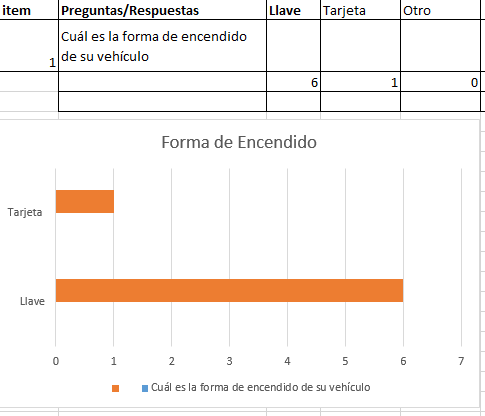 item Preguntas/Respuestas Llave Tarjeta Otro
Cuál es la forma de encendido
de su vehículo
1
6 1 0
Forma de Encendido
Tarjeta
Llave
0 1 2 3 4 5 6 7
Cuál es la forma de encendido de su vehículo